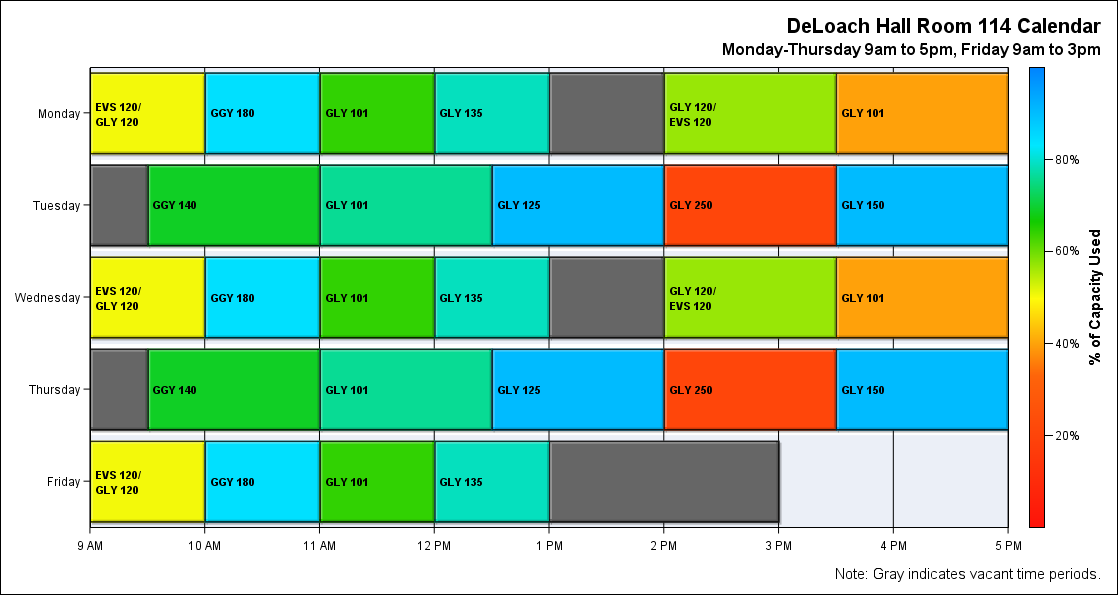 DeLoach Hall Room 114 Calendar
Monday-Thursday 9am to 5pm, Friday 9am to 3pm
Monday
EVS 120/
GLY 120
GGY 180
GLY 101
GLY 135
GLY 120/
EVS 120
GLY 101
Tuesday
GGY 140
GLY 101
GLY 125
GLY 250
GLY 150
Wednesday
EVS 120/
GLY 120
GGY 180
GLY 101
GLY 135
GLY 120/
EVS 120
GLY 101
Thursday
GGY 140
GLY 101
GLY 125
GLY 250
GLY 150
Friday
EVS 120/
GLY 120
GGY 180
GLY 101
GLY 135
9 AM
10 AM
11 AM
12 PM
1 PM
2 PM
3 PM
4 PM
5 PM
80%
60%
40%
20%
% of Capacity Used
Note: Gray indicates vacant time periods.